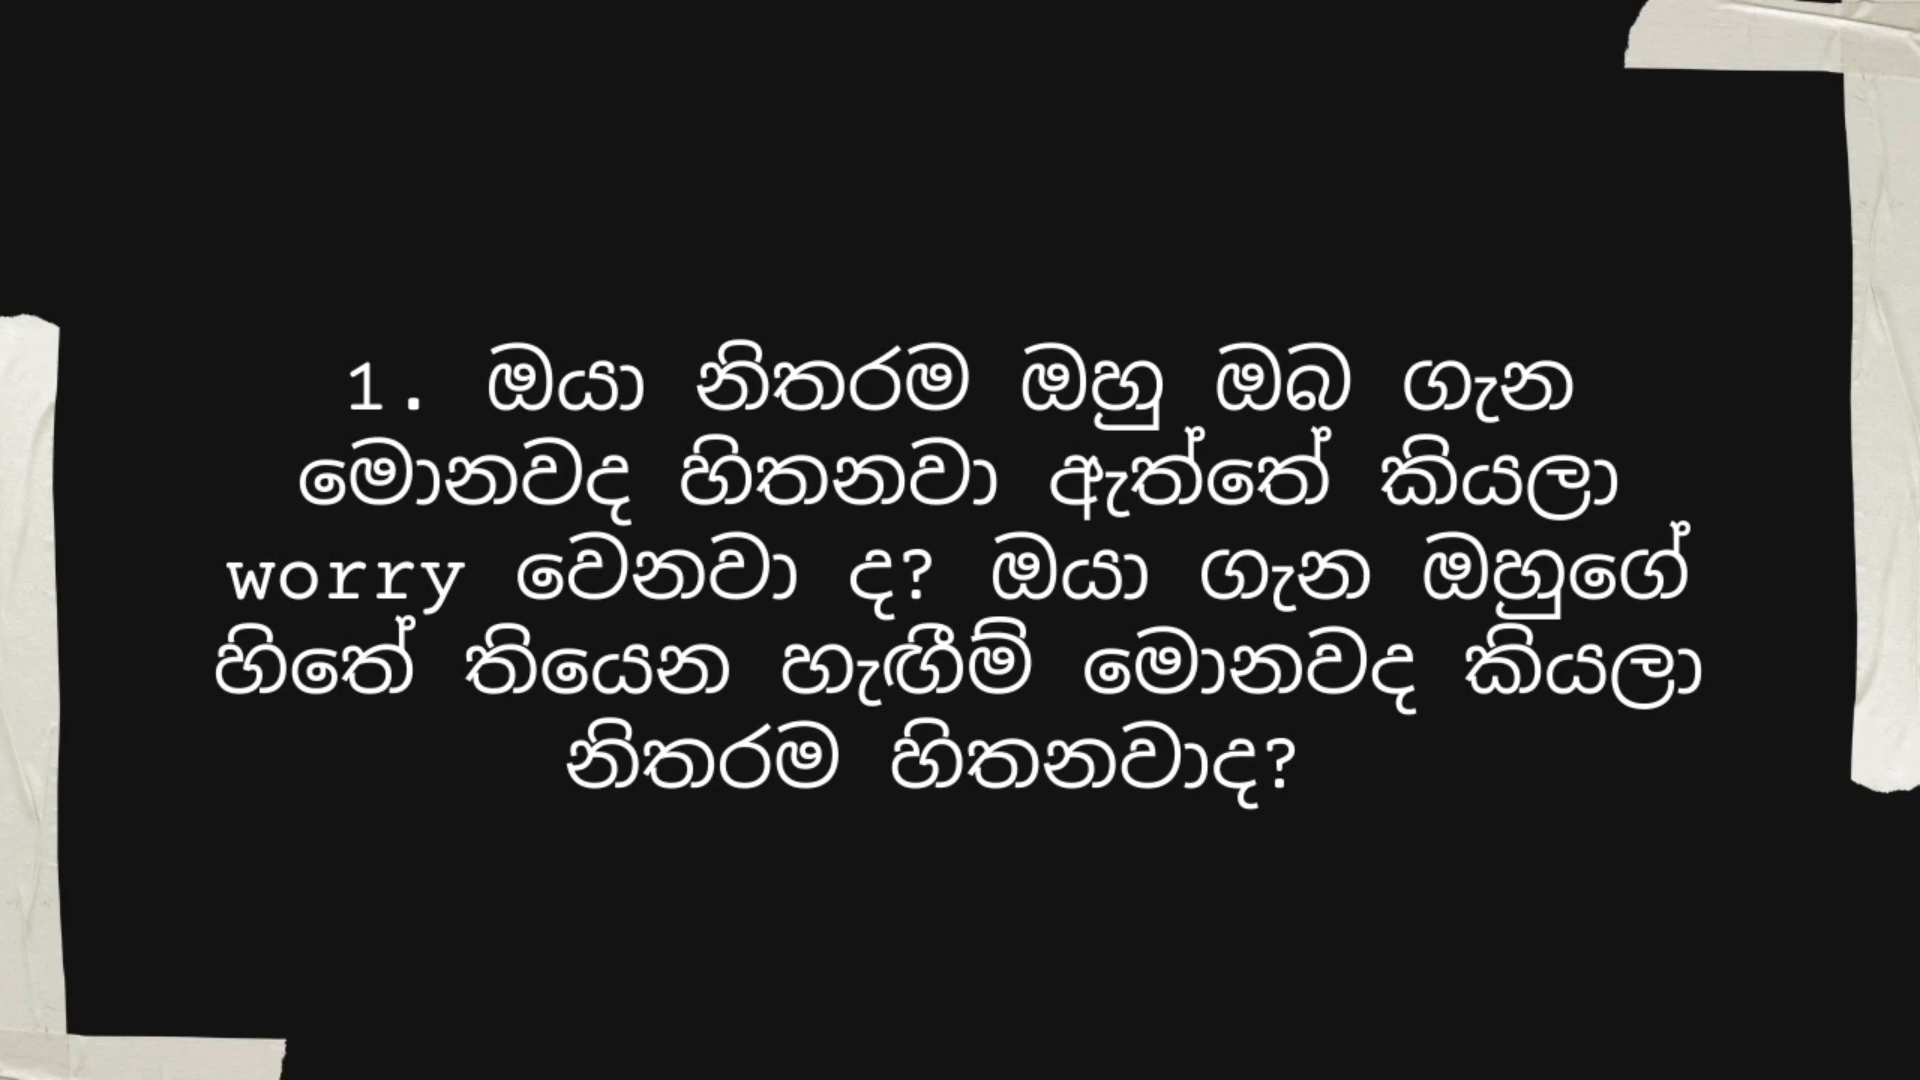 1. ඔයා නිතරම ඔහු ඔබ ගැන
මොනවද හිතනවා ඇත්තේ කියලා
worry වෙනවා ද? ඔයා ගැන ඔහුගේ
හිතේ තියෙන හැඟීම් මොනවද කියලා
නිතරම හිතනවාද?